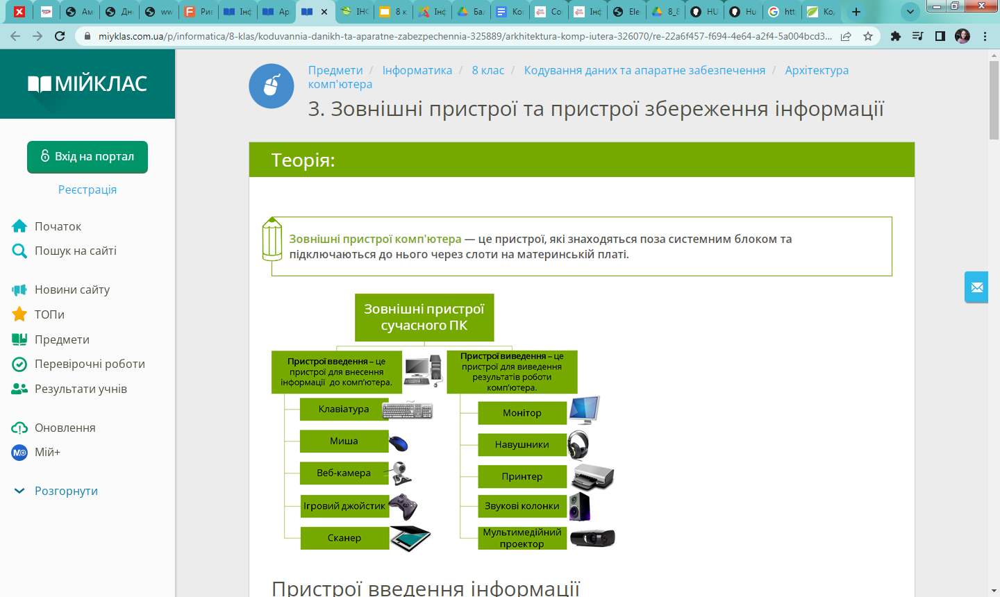 Ам
Дн
ww
Рив
Інф
Ар
ІНС
8 к
Інф
Бал
Кон
Со
Інф
Ele
8_8
HU
Hu
htt
Ко,
miyklas.com.ua/p/informatica/8-klas/koduvannia-danikh-ta-aparatne-zabezpechennia-325889/arkhitektura-komp-iutera-326070/re-22a6f457-f694-4e64-a2f4-5a004bcd3...
МІЙКЛАС
Вхід на портал
Реєстрація
Початок
Пошук на сайті
Новини сайту
ТОПи
Предмети
Перевірочні роботи
Результати учнів
Оновлення
Мій+
Розгорнути
Предмети / Інформатика / 8 клас / Кодування даних та апаратне забезпечення / Архітектура
комп'ютера
3. Зовнішні пристрої та пристрої збереження інформації
Теорія:
Зовнішні пристрої комп'ютера — це пристрої, які знаходяться поза системним блоком та
підключаються до нього через слоти на материнській платі.
Зовнішні пристрої
сучасного ПК
Пристрої введення – це
пристрої для внесення
інформації до комп’ютера.
Клавіатура
Миша
Веб-камера
Ігровий джойстик
Сканер
Пристрої виведення – це
пристрої для виведення
результатів роботи
комп’ютера.
Монітор
Навушники
Принтер
Звукові колонки
Мультимедійний
проектор
Пристрої введення інформації